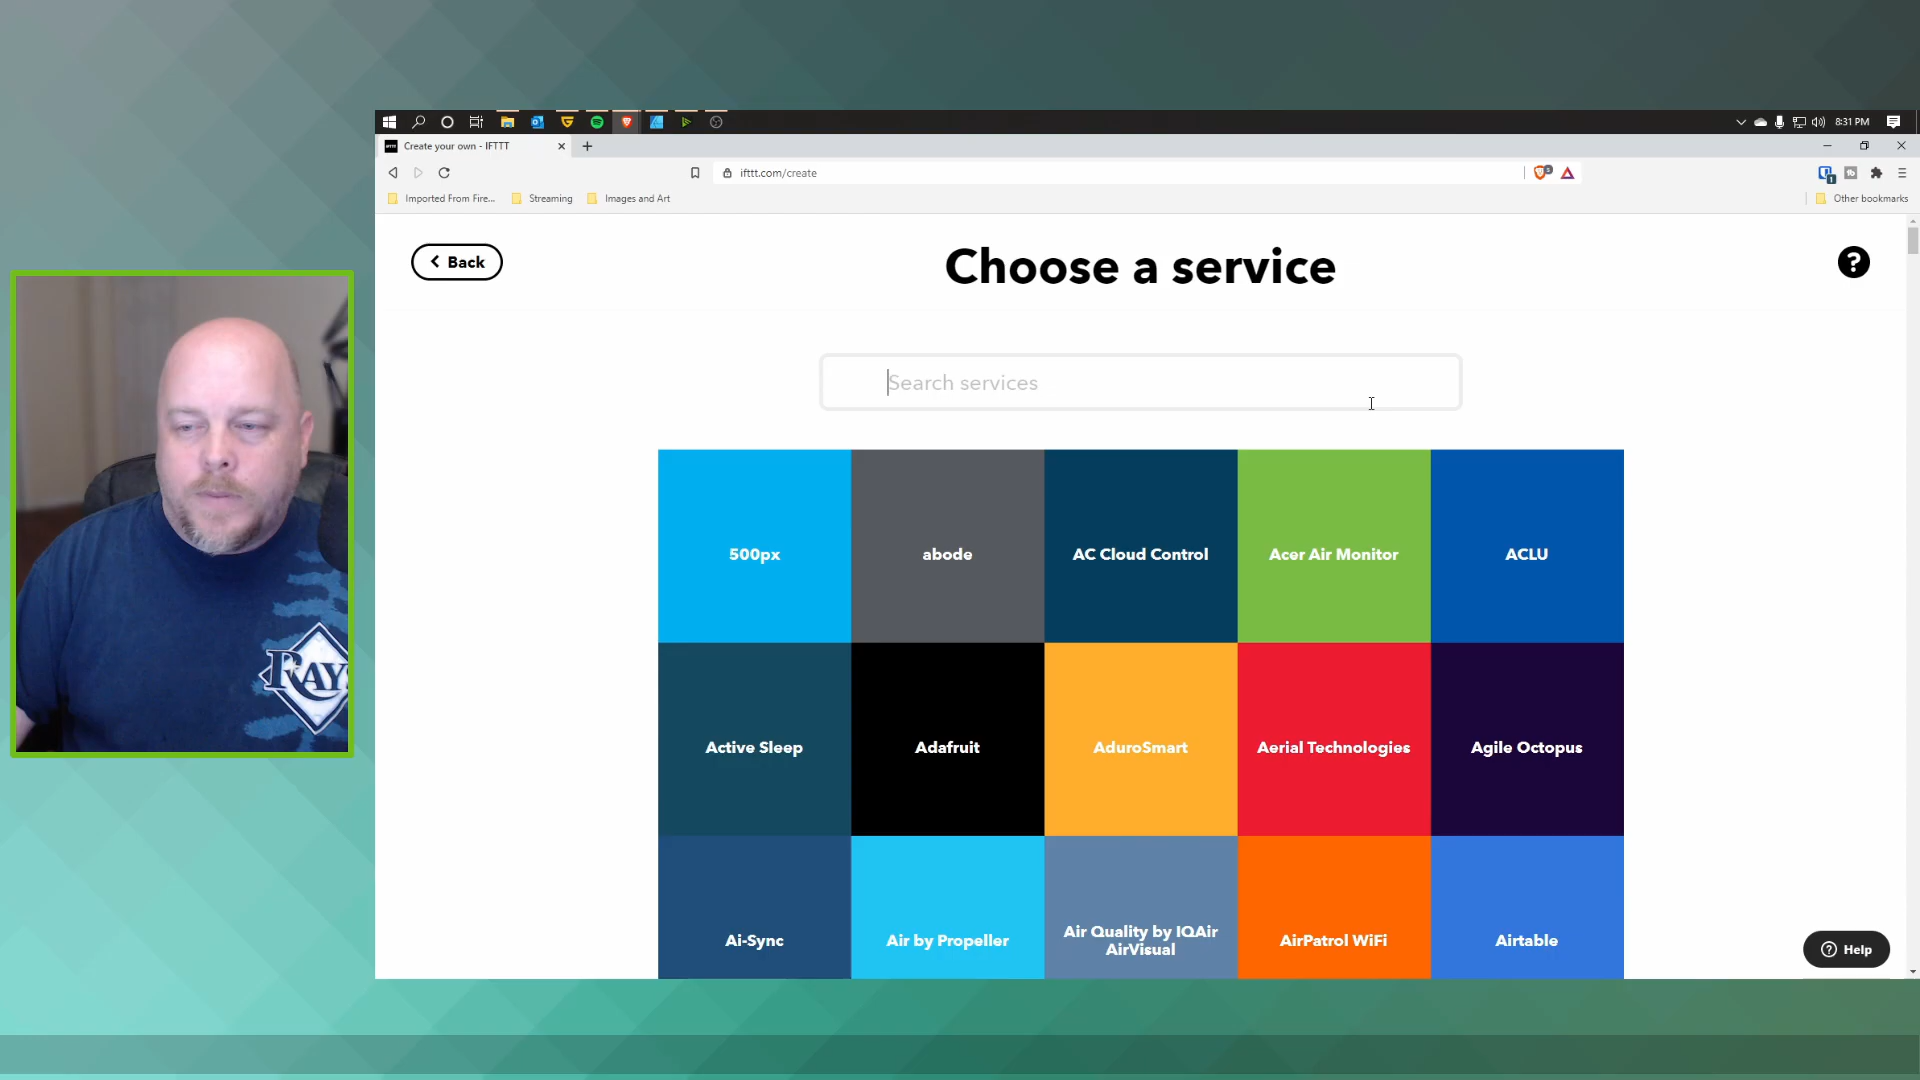 8:31 PM
Create your own - IFTTT
ifttt.com/create
Imported From Fire...
Streaming
Images and Art
Other bookmarks
Back
Choose a service
?
Search services
500px
abode
AC Cloud Control
Acer Air Monitor
ACLU
Active Sleep
Adafruit
AduroSmart
Aerial Technologies
Agile Octopus
Ai-Sync
Air by Propeller
Air Quality by IQAir
AirVisual
AirPatrol WiFi
Airtable
? Help
RAYS